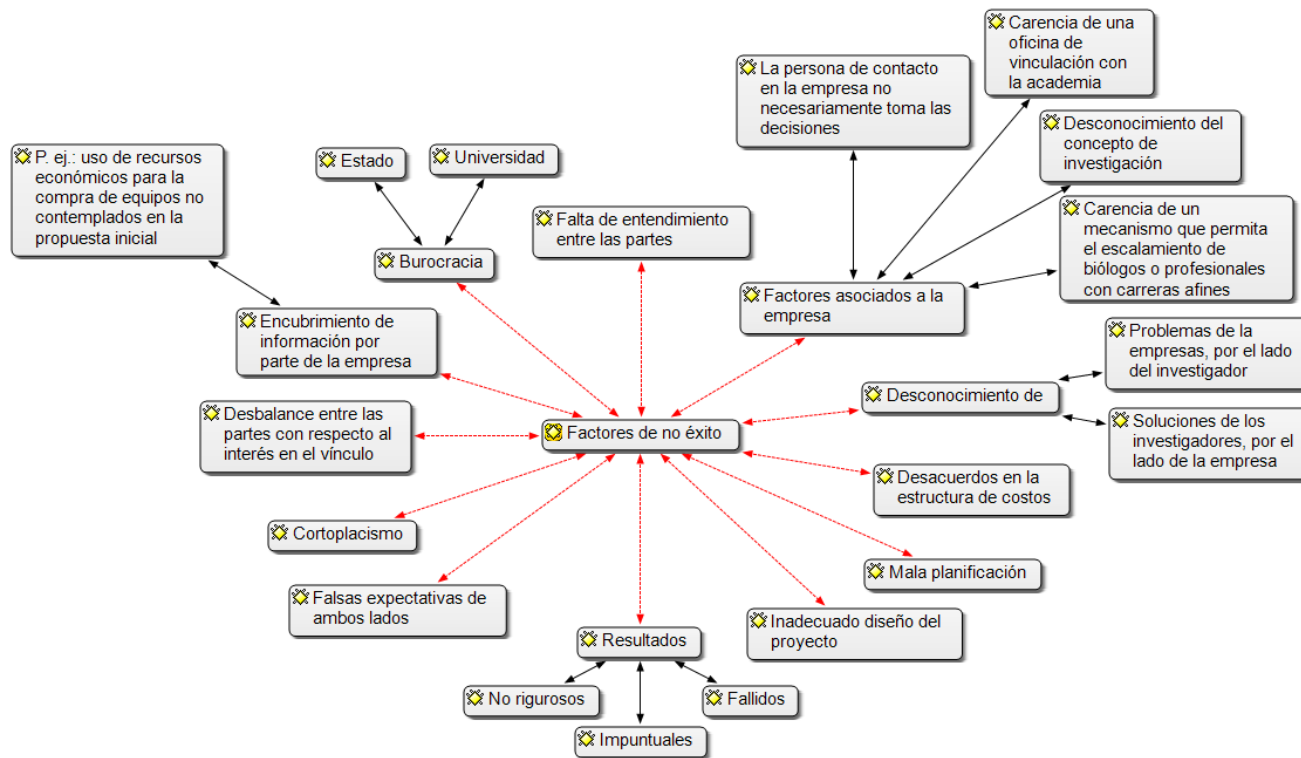 Carencia de una
oficina de
vinculación con
la academia
La persona de contacto
en la empresa no
necesariamente toma las
decisiones
Desconocimiento del
concepto de
investigación
P. ej.: uso de recursos
económicos para la
compra de equipos no
contemplados en la
propuesta inicial
Estado
Universidad
Carencia de un
mecanismo que permita
el escalamiento de
biólogos o profesionales
con carreras afines
Falta de entendimiento
entre las partes
Burocracia
Factores asociados a la
empresa
Encubrimiento de
información por
parte de la empresa
Problemas de la
empresas, por el lado
del investigador
Desconocimiento de
Desbalance entre las
partes con respecto al
interés en el vínculo
Factores de no éxito
Soluciones de los
investigadores, por el
lado de la empresa
Desacuerdos en la
estructura de costos
Cortoplacismo
Mala planificación
Falsas expectativas de
ambos lados
Inadecuado diseño del
proyecto
Resultados
No rigurosos
Fallidos
Impuntuales